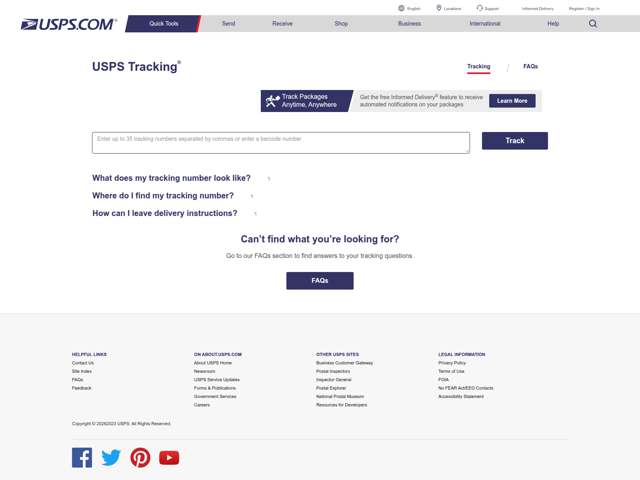 English
Locations
Support
Informed Delivery
Register / Sign In
USPS.COM®
Quick Tools
Send
Receive
Shop
Business
International
Help
USPS Tracking®
Tracking
FAQs
Track Packages
Anytime, Anywhere
Get the free Informed Delivery® feature to receive
automated notifications on your packages
Learn More
Enter up to 35 tracking numbers separated by commas or enter a barcode number
Track
What does my tracking number look like?
Where do I find my tracking number?
How can I leave delivery instructions?
Can't find what you're looking for?
Go to our FAQs section to find answers to your tracking questions.
FAQs
HELPFUL LINKS
Contact Us
Site Index
FAQs
Feedback
ON ABOUT.USPS.COM
About USPS Home
Newsroom
USPS Service Updates
Forms & Publications
Government Services
Careers
OTHER USPS SITES
Business Customer Gateway
Postal Inspectors
Inspector General
Postal Explorer
National Postal Museum
Resources for Developers
LEGAL INFORMATION
Privacy Policy
Terms of Use
FOIA
No FEAR Act/EEO Contacts
Accessibility Statement
Copyright © 20262023 USPS. All Rights Reserved.